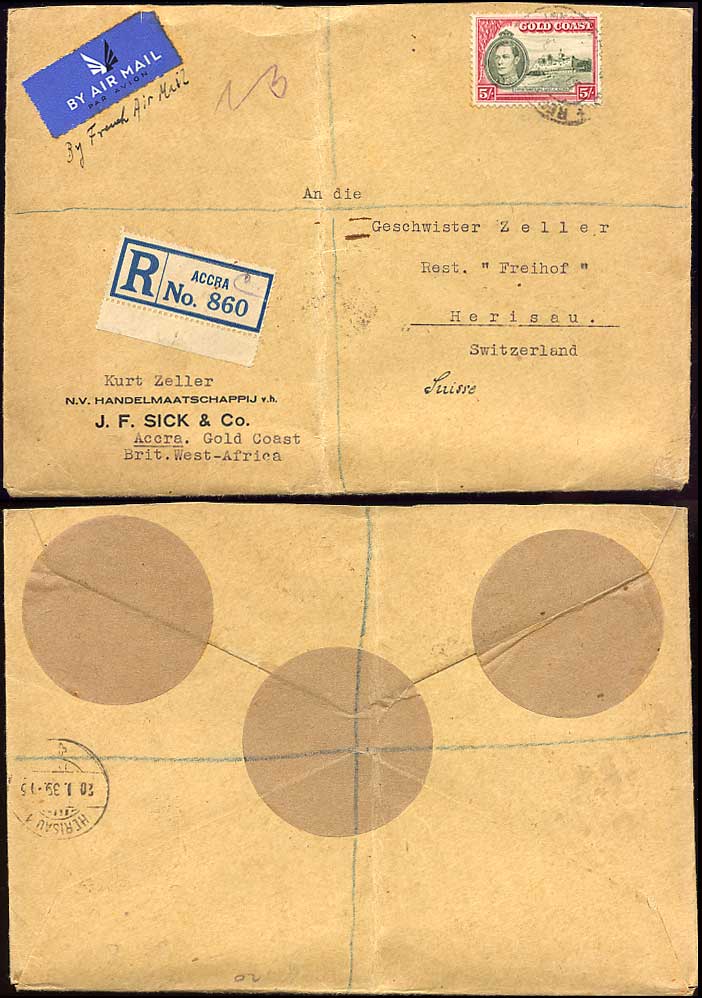 BY AIR MAIL
PAR AVION
By French Air Mail
GOLD COAST
5/- 5/-
An die
Geschwister Zeller
Rest. " Freihof "
Herisau.
Switzerland
Suisse
R
ACCRA
No. 860
Kurt Zeller
N.V. HANDELMAATSCHAPPIJ v.h.
J. F. SICK & Co.
Accra. Gold Coast
Brit. West-Africa
HERISAU 1